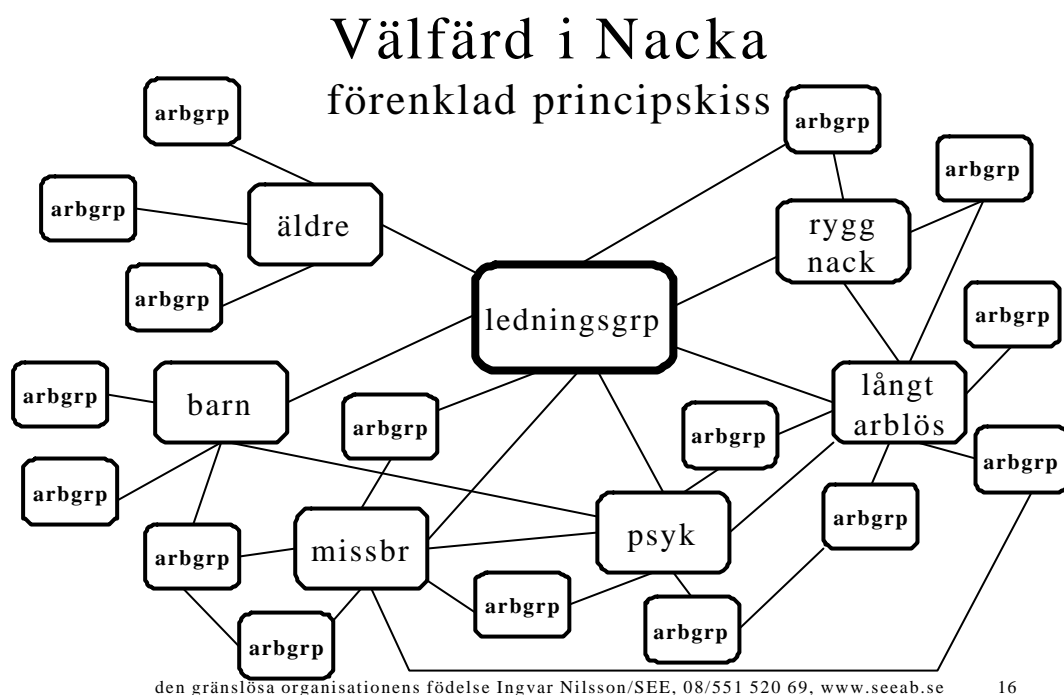 Välfärd i Nacka
förenklad principskiss
arbgrp
arbgrp
arbgrp
arbgrp
äldre
rygg
nack
arbgrp
arbgrp
ledningsgrp
arbgrp
arbgrp
barn
långt
arblös
arbgrp
arbgrp
arbgrp
arbgrp
arbgrp
missbr
psyk
arbgrp
arbgrp
arbgrp
arbgrp
den gränslösa organisationens födelse Ingvar Nilsson/SEE, 08/551 520 69, www.seeab.se 16